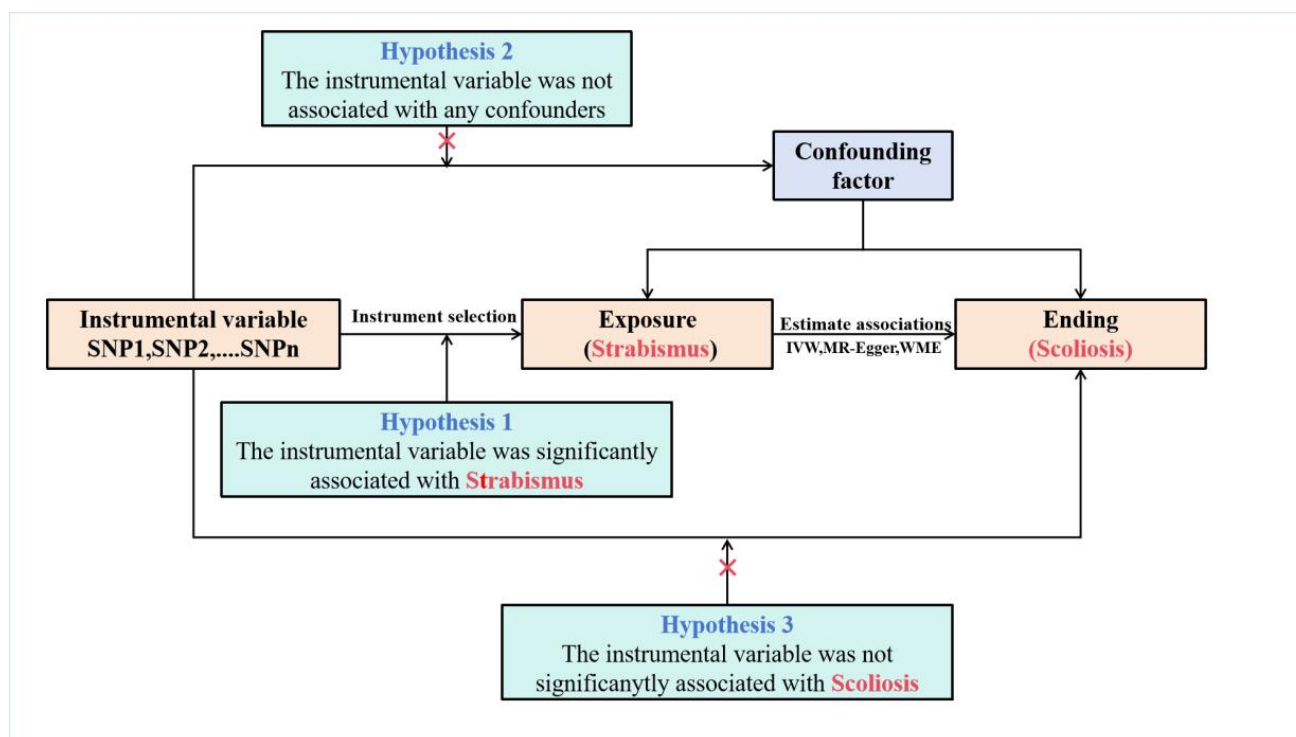 Hypothesis 2
The instrumental variable was not
associated with any confounders
Confounding
factor
Instrumental variable
SNP1,SNP2,....SNPn
Instrument selection
Exposure
(Strabismus)
Estimate associations
IVW,MR-Egger,WME
Ending
(Scoliosis)
Hypothesis 1
The instrumental variable was significantly
associated with Strabismus
Hypothesis 3
The instrumental variable was not
significanytly associated with Scoliosis